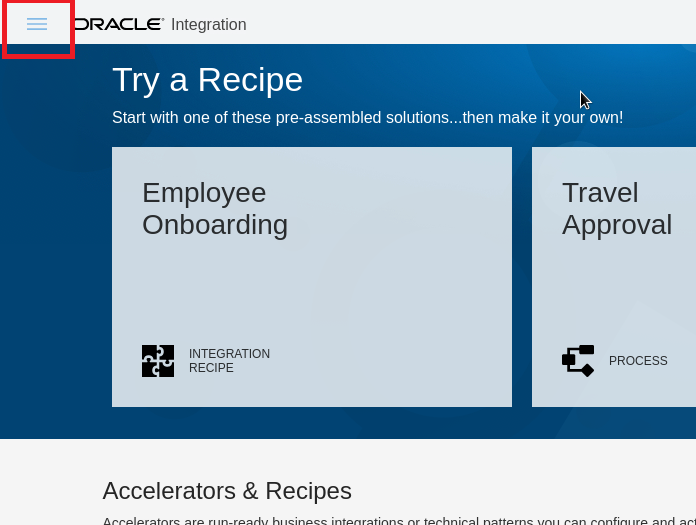 ORACLE® Integration
Try a Recipe
Start with one of these pre-assembled solutions...then make it your own!
Employee
Onboarding
INTEGRATION
RECIPE
Travel
Approval
PROCESS
Accelerators & Recipes
Accelerators are run-ready business integrations or technical patterns you can configure and